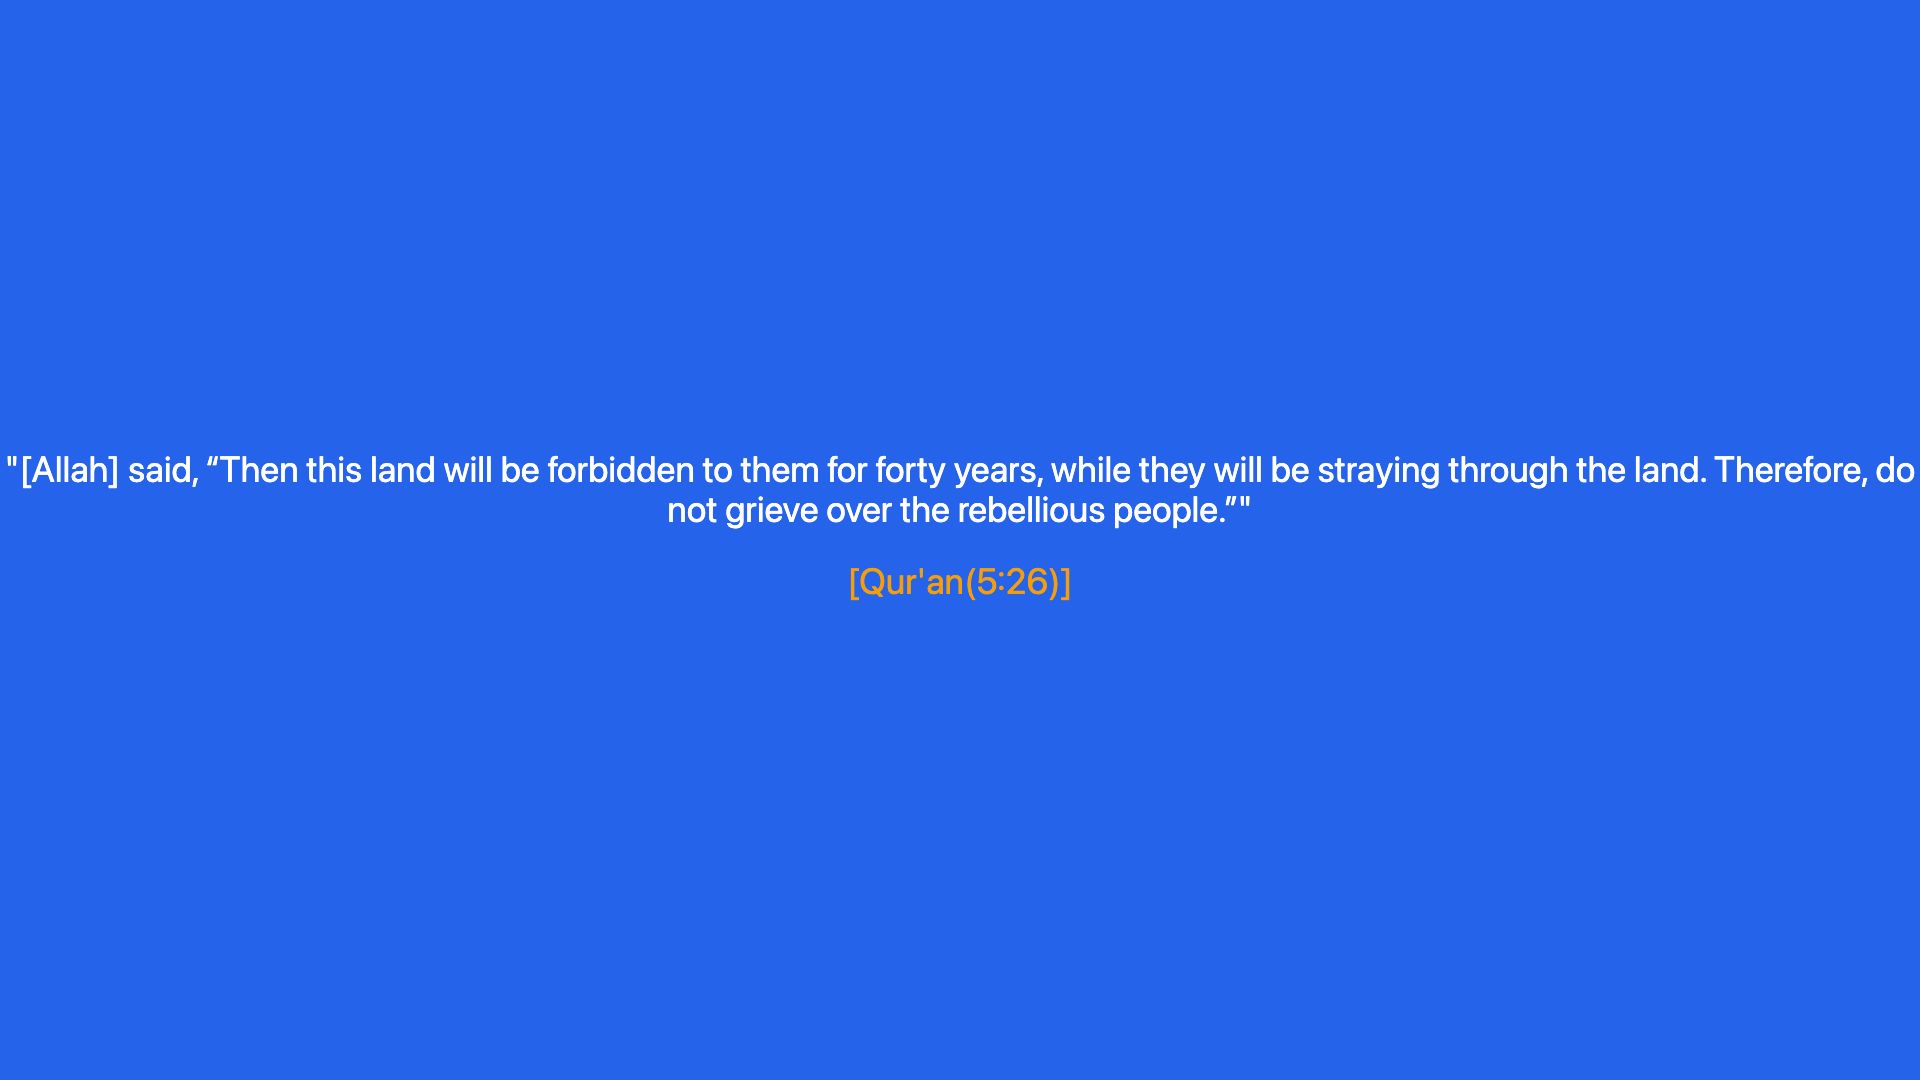 "[Allah] said, “Then this land will be forbidden to them for forty years, while they will be straying through the land. Therefore, do
not grieve over the rebellious people.”"
[Qur'an(5:26)]